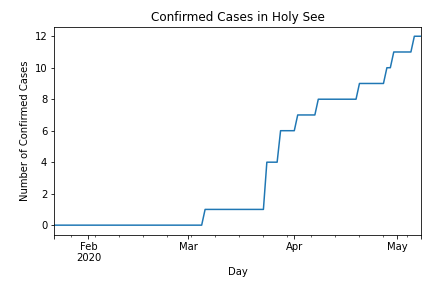 Confirmed Cases in Holy See
Number of Confirmed Cases
12
10
8
6
4
2
0
Feb
2020
Mar
Apr
May
Day